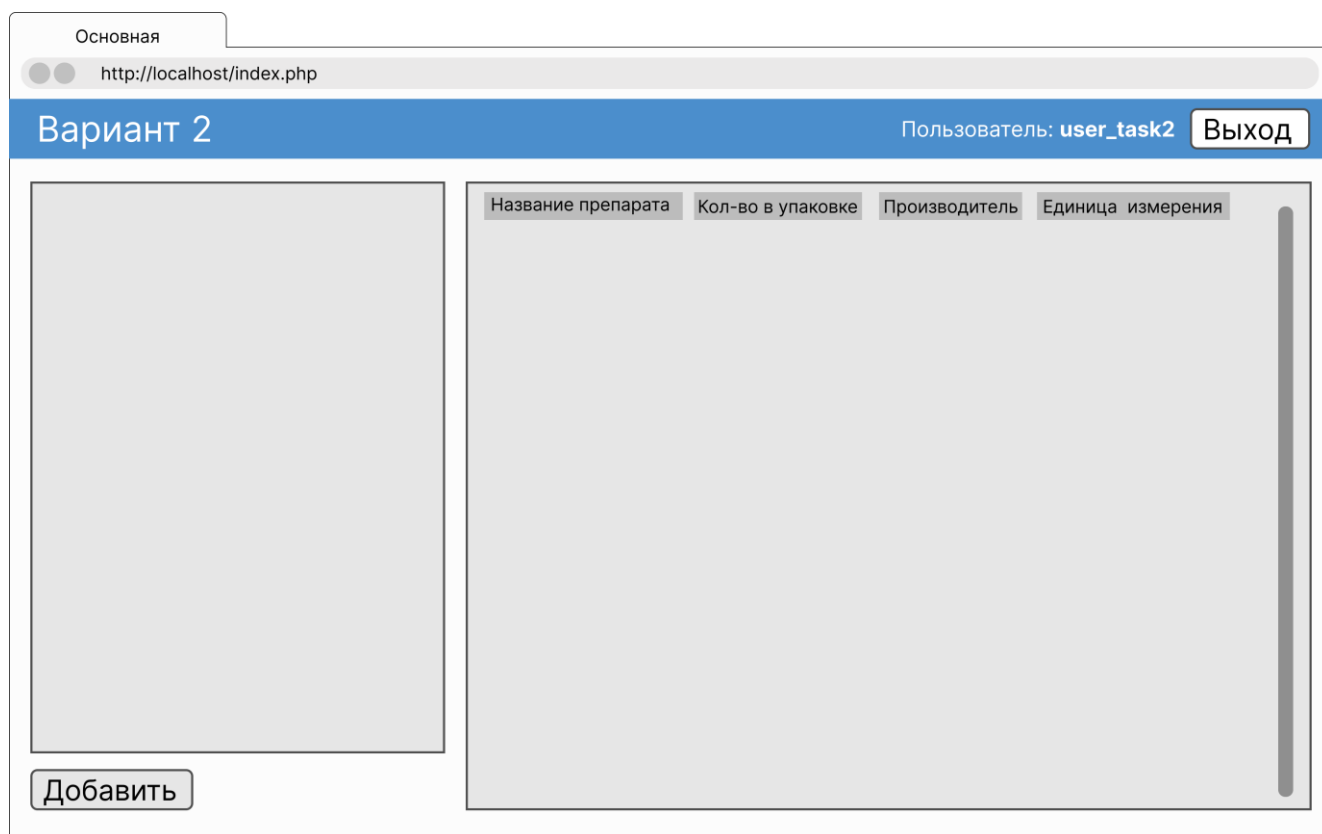 Основная
http://localhost/index.php
Вариант 2
Пользователь: user_task2 Выход
Название препарата Кол-во в упаковке Производитель Единица измерения
Добавить